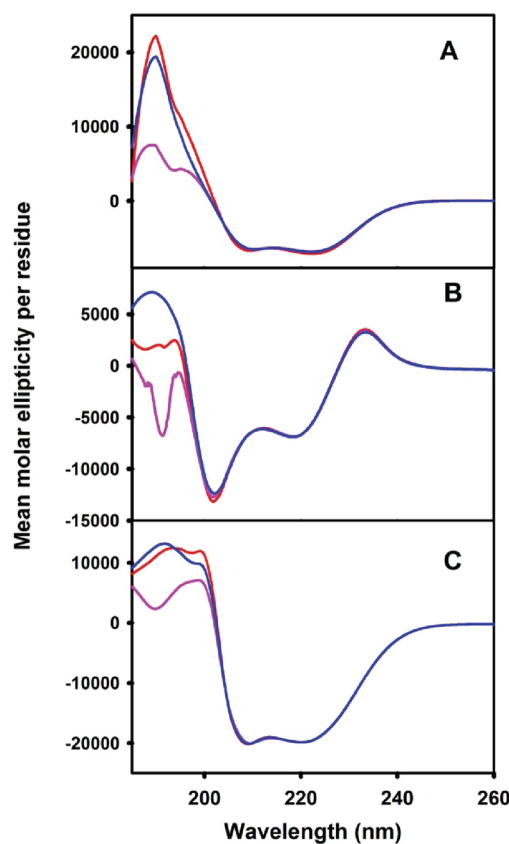 20000
A
10000
0
5000
B
0
-5000
-10000
-15000
10000
C
0
-10000
-20000
200 220 240 260
Wavelength (nm)
Mean molar ellipticity per residue